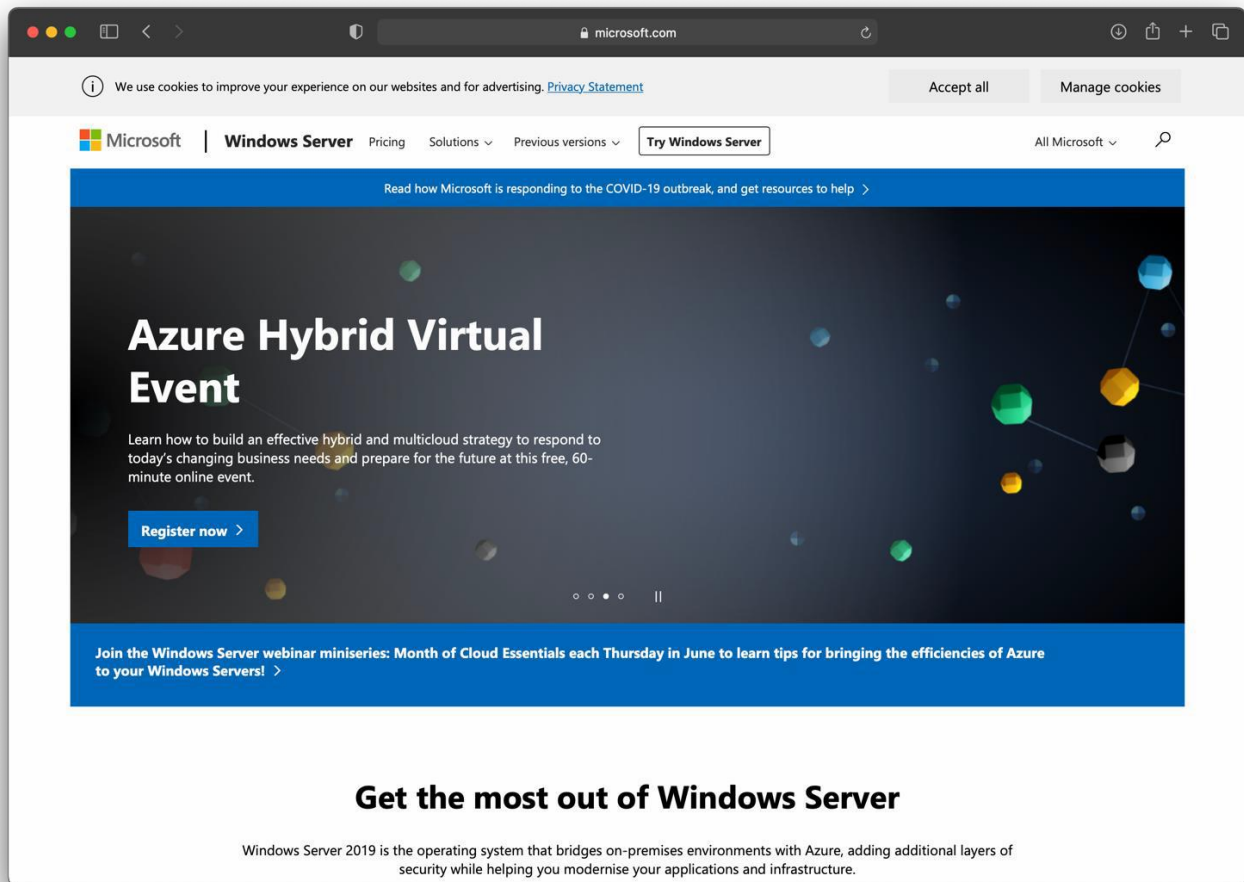 microsoft.com
We use cookies to improve your experience on our websites and for advertising. Privacy Statement
Accept all
Manage cookies
Microsoft
Windows Server
Pricing
Solutions
Previous versions
Try Windows Server
All Microsoft
Read how Microsoft is responding to the COVID-19 outbreak, and get resources to help
Azure Hybrid Virtual
Event
Learn how to build an effective hybrid and multicloud strategy to respond to
today's changing business needs and prepare for the future at this free, 60-
minute online event.
Register now
Join the Windows Server webinar miniseries: Month of Cloud Essentials each Thursday in June to learn tips for bringing the efficiencies of Azure
to your Windows Servers!
Get the most out of Windows Server
Windows Server 2019 is the operating system that bridges on-premises environments with Azure, adding additional layers of
security while helping you modernise your applications and infrastructure.